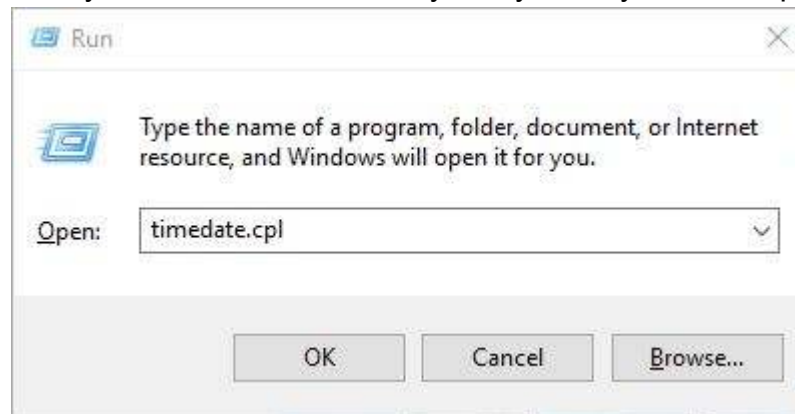 Run
Type the name of a program, folder, document, or Internet
resource, and Windows will open it for you.
Open: timedate.cpl
OK Cancel Browse...